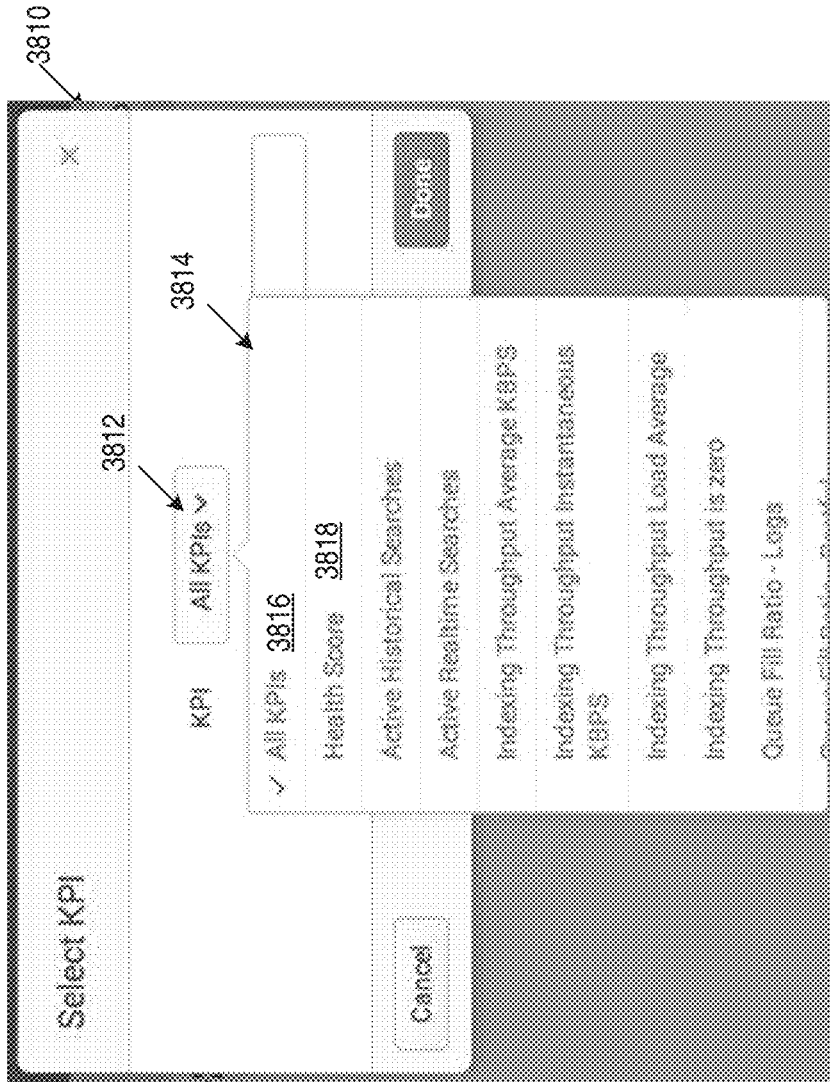 3810
Select KPI
×
3812
KPI
All KPIs
3814
✓ All KPIs 3816
Health Score 3818
Active Historical Searches
Active Realtime Searches
Indexing Throughput Average KBPS
Indexing Throughput Instantaneous
KBPS
Indexing Throughput Load Average
Indexing Throughput is zero
Queue Fill Ratio - Logs
Cancel
Done